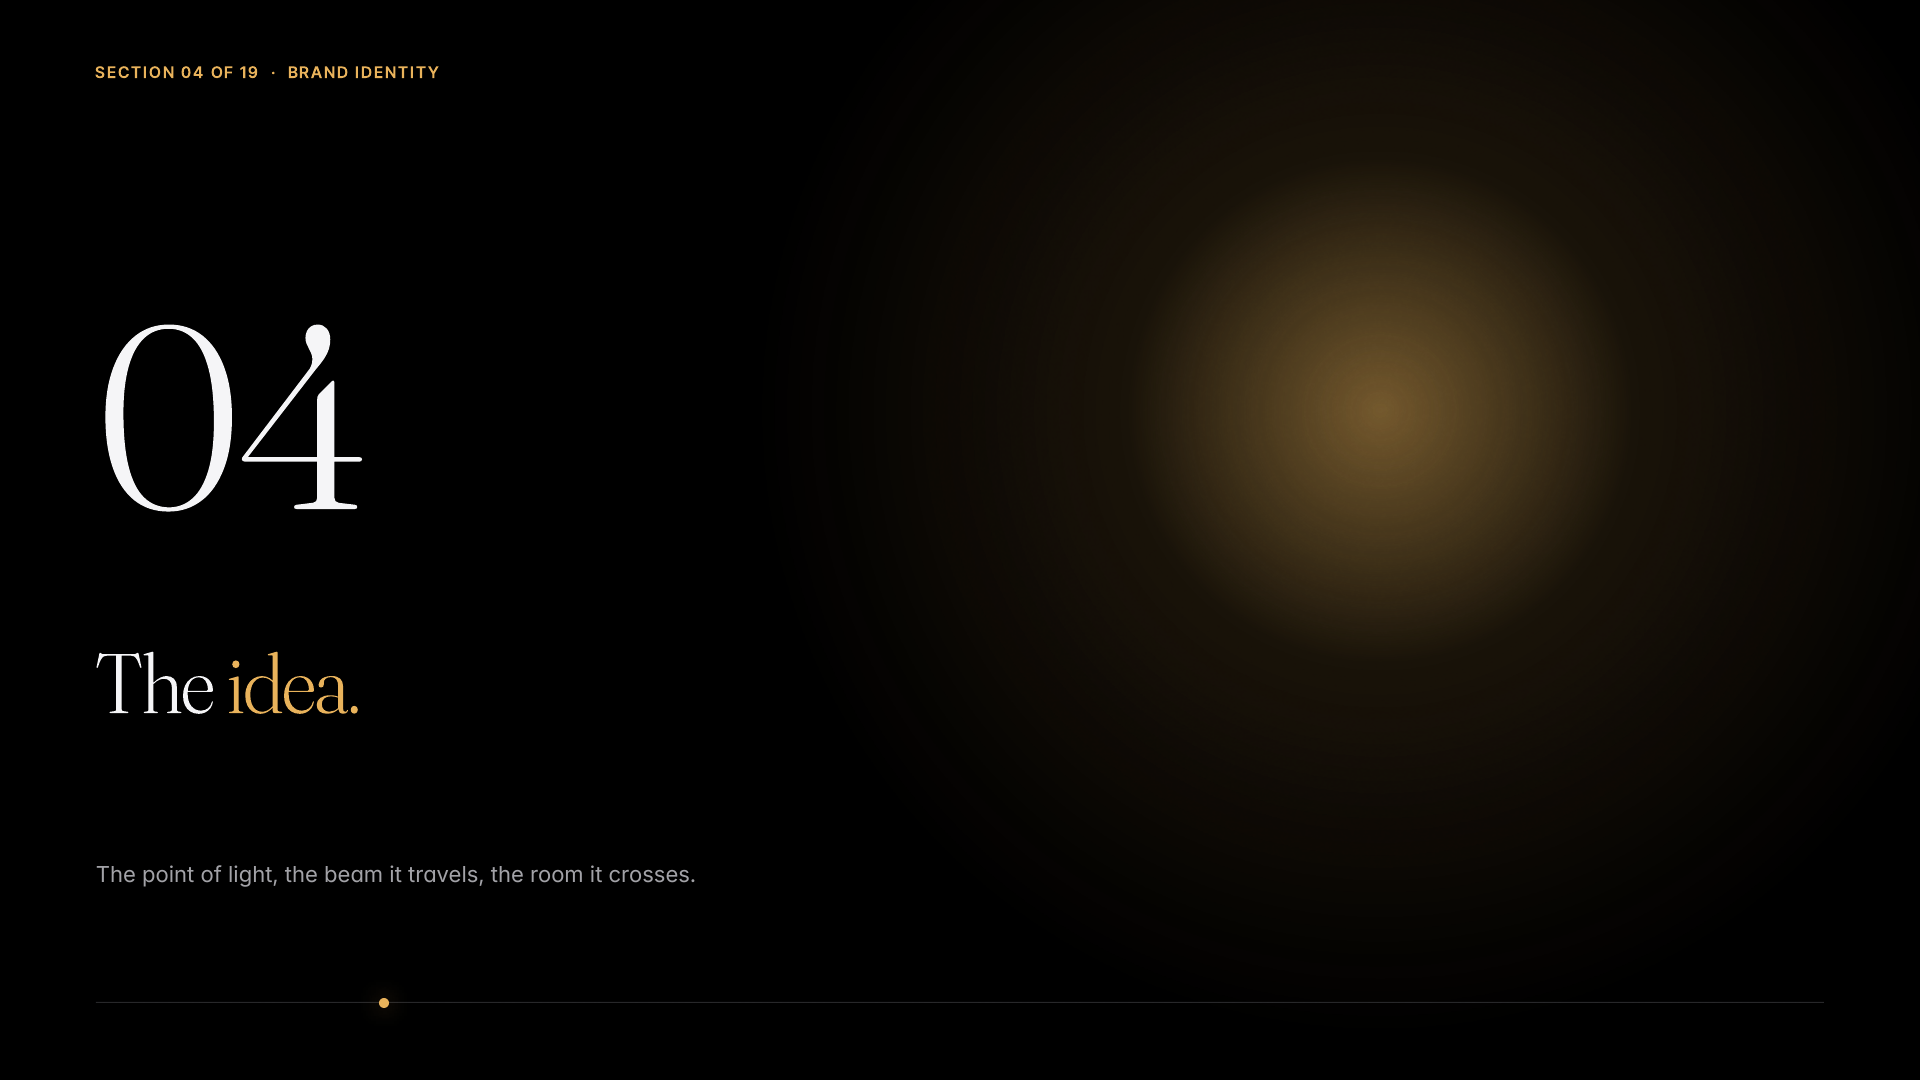 SECTION 04 OF 19 · BRAND IDENTITY
04
The idea.
The point of light, the beam it travels, the room it crosses.